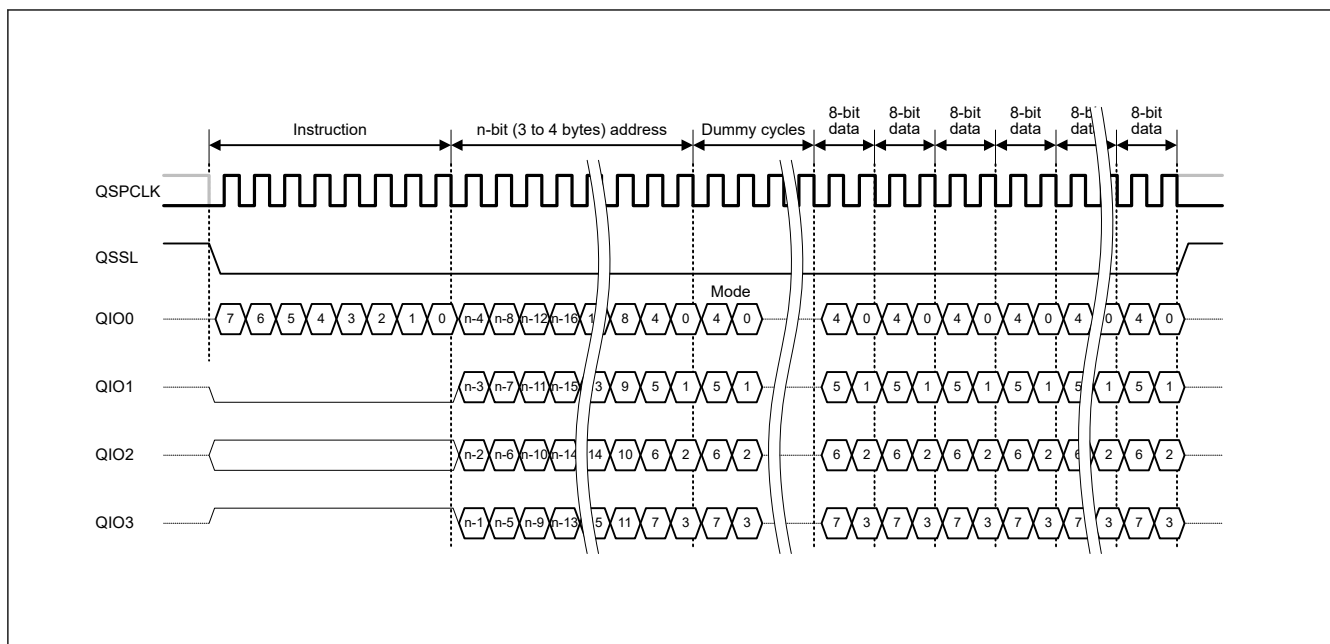 8-bit 8-bit 8-bit 8-bit 8-bit 8-bit
Instruction n-bit (3 to 4 bytes) address Dummy cycles data data data data data
QSPCLK
QSSL
Mode
QIO0 7 6 5 4 3 2 1 0 n-4 n-8 n-12 n-16 1 8 4 0 4 0 4 0 4 0 4 0 4 0 4 0 4 0
QIO1 n-3 n-7 n-11 n-15 3 9 5 1 5 1 5 1 5 1 5 1 5 1 5 1 5 1
QIO2 n-2 n-6 n-10 n-14 14 10 6 2 6 2 6 2 6 2 6 2 6 2 6 2 6 2
QIO3 n-1 n-5 n-9 n-13 5 11 7 3 7 3 7 3 7 3 7 3 7 3 7 3 7 3